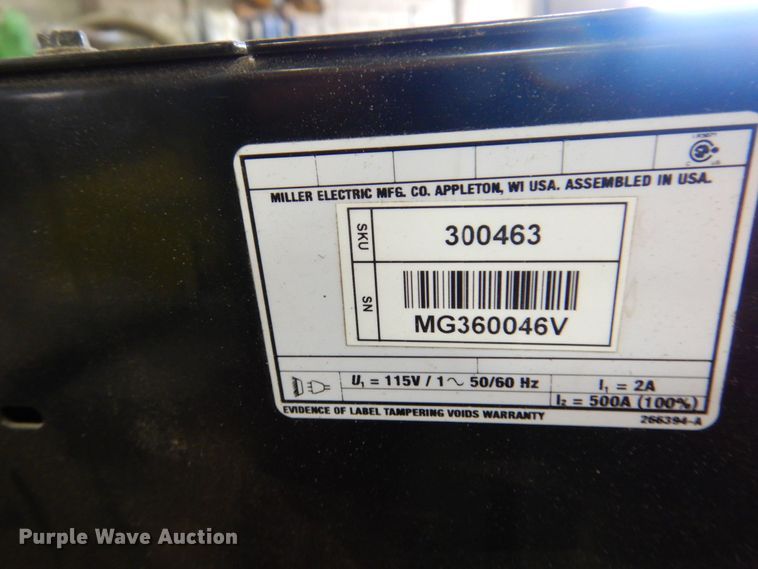 MILLER ELECTRIC MFG. CO. APPLETON, WI USA. ASSEMBLED IN USA.
SKU 300463
SN
MG360046V
U₁ = 115V / 1~ 50/60 Hz I₁ = 2A
I₂ = 500A (100%)
EVIDENCE OF LABEL TAMPERING VOIDS WARRANTY 266394-A
Purple Wave Auction